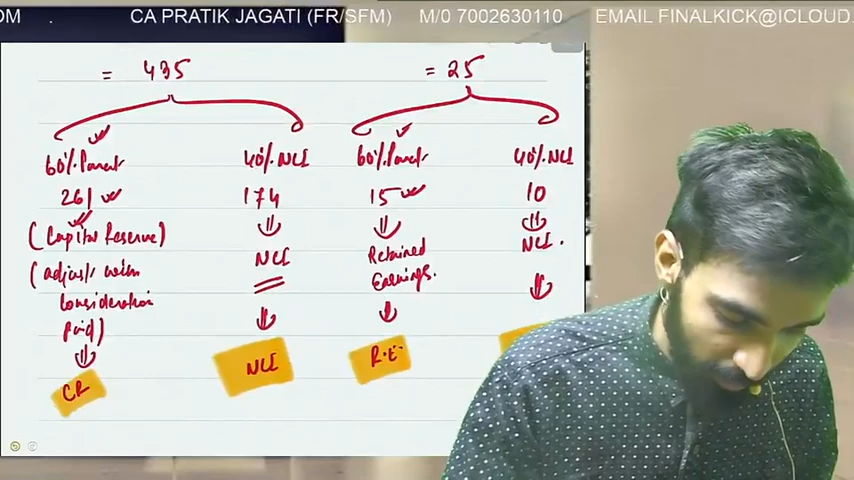 OM . CA PRATIK JAGATI (FR/SFM) M/0 7002630110 EMAIL FINALKICK@ICLOUD.
= 435
= 25
60% Parent
40% NCI
60% Parent
40% NCI
261
174
15
10
(Capital Reserve)
NCI
Retained
Earnings.
NCI.
(adjust with
consideration
paid)
CR
NCI
R.E.